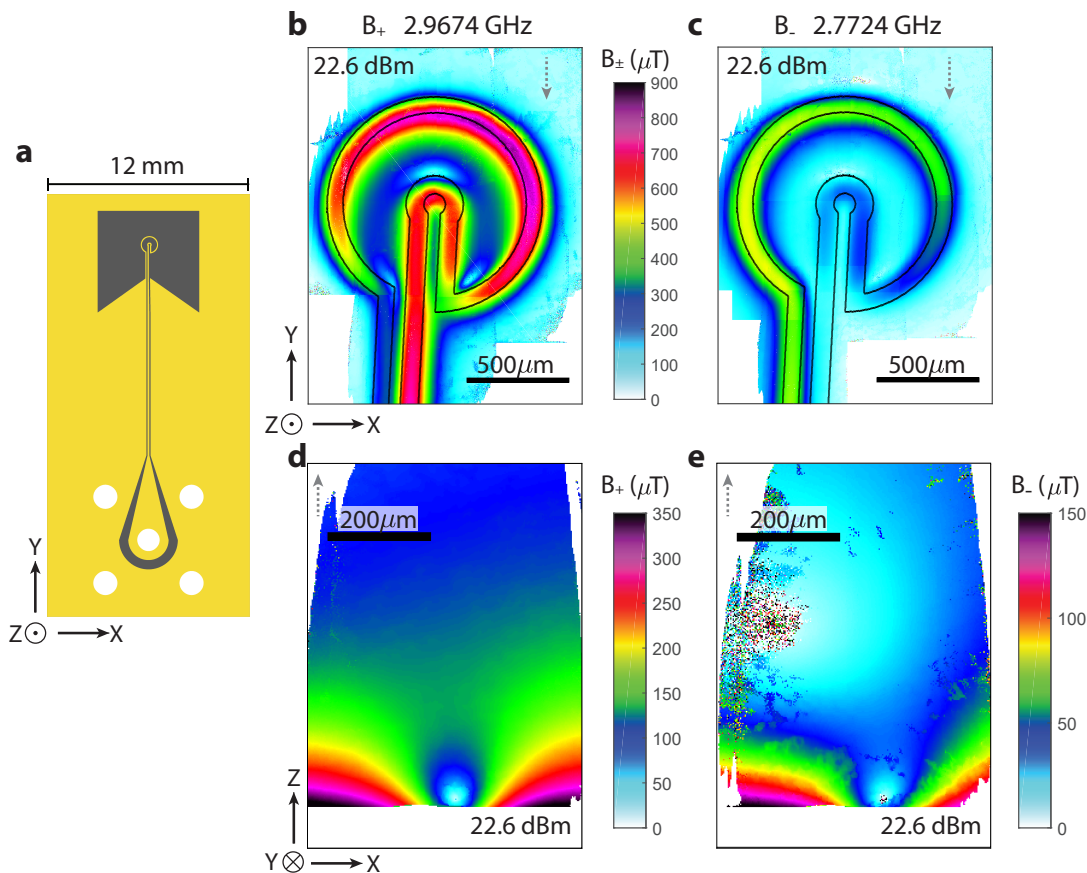 a
12 mm
Y
Z
X
b
B+ 2.9674 GHz
22.6 dBm
500μm
Y
Z
X
B± (μT)
900
800
700
600
500
400
300
200
100
0
c
B- 2.7724 GHz
22.6 dBm
500μm
d
200μm
22.6 dBm
Z
Y
X
B+ (μT)
350
300
250
200
150
100
50
0
e
200μm
22.6 dBm
B- (μT)
150
100
50
0